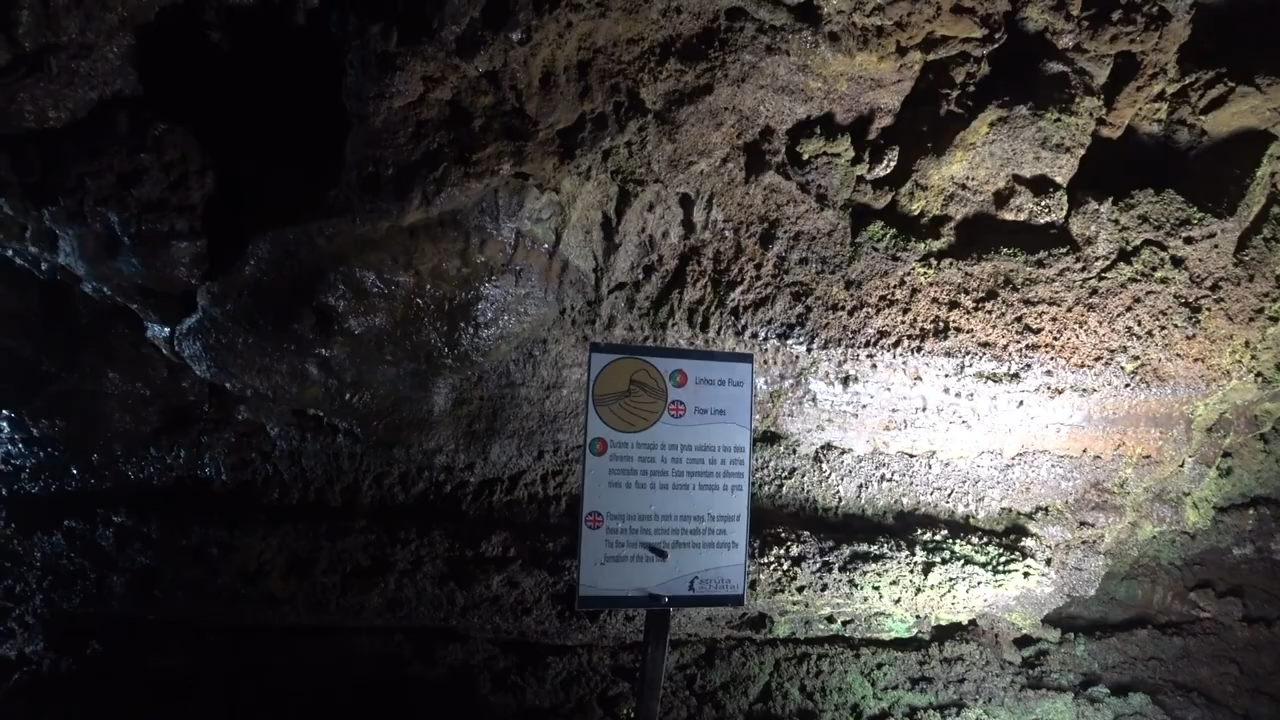 Linhas de Fluxo
Flow Lines
Durante a formação de uma gruta vulcânica a lava deixa
diferentes marcas. As mais comuns são as estrias
encontradas nas paredes. Estas representam os diferentes
níveis do fluxo da lava durante a formação da gruta.
Flowing lava leaves its mark in many ways. The simplest of
these are flow lines, etched into the walls of the cave.
The flow lines represent the different lava levels during the
formation of the lava
Gruta
do Natal